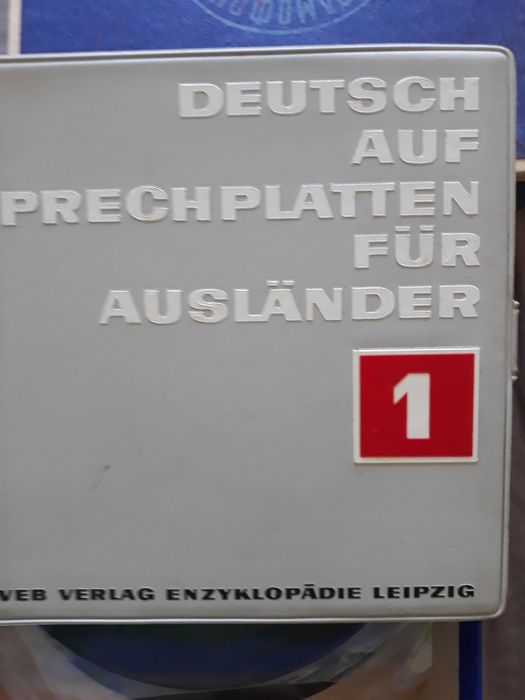 DEUTSCH
AUF
PRECHPLATTEN
FÜR
AUSLÄNDER
1
VEB VERLAG ENZYKLOPÄDIE LEIPZIG